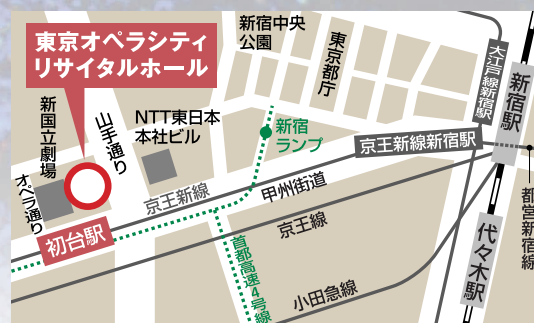 東京オペラシティ
リサイタルホール
新宿中央
公園
東京都庁
大江戸線新宿駅
新宿駅
新国立劇場
山手通り
NTT東日本
本社ビル
新宿
ランプ
京王新線新宿駅
オペラ通り
京王新線
甲州街道
初台駅
京王線
都営新宿線
代々木駅
首都高速4号線
小田急線